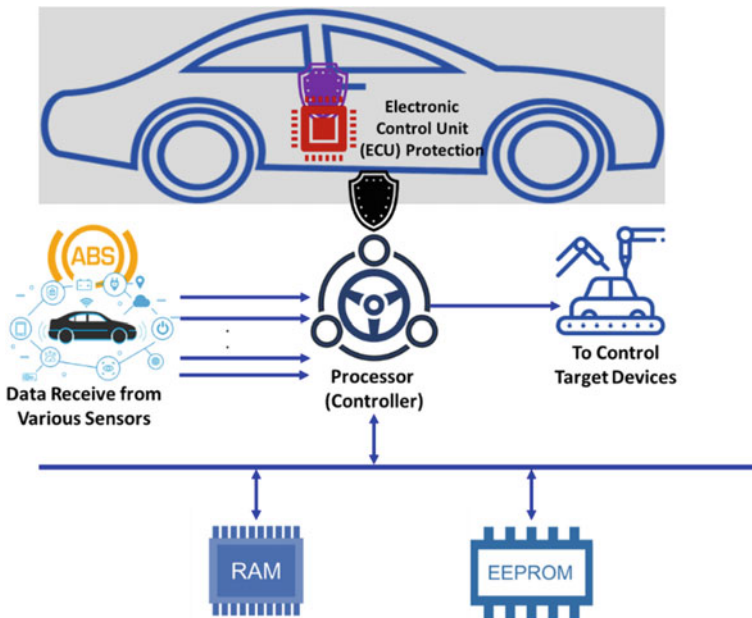 Electronic
Control Unit
(ECU) Protection
ABS
Data Receive from
Various Sensors
Processor
(Controller)
To Control
Target Devices
RAM
EEPROM